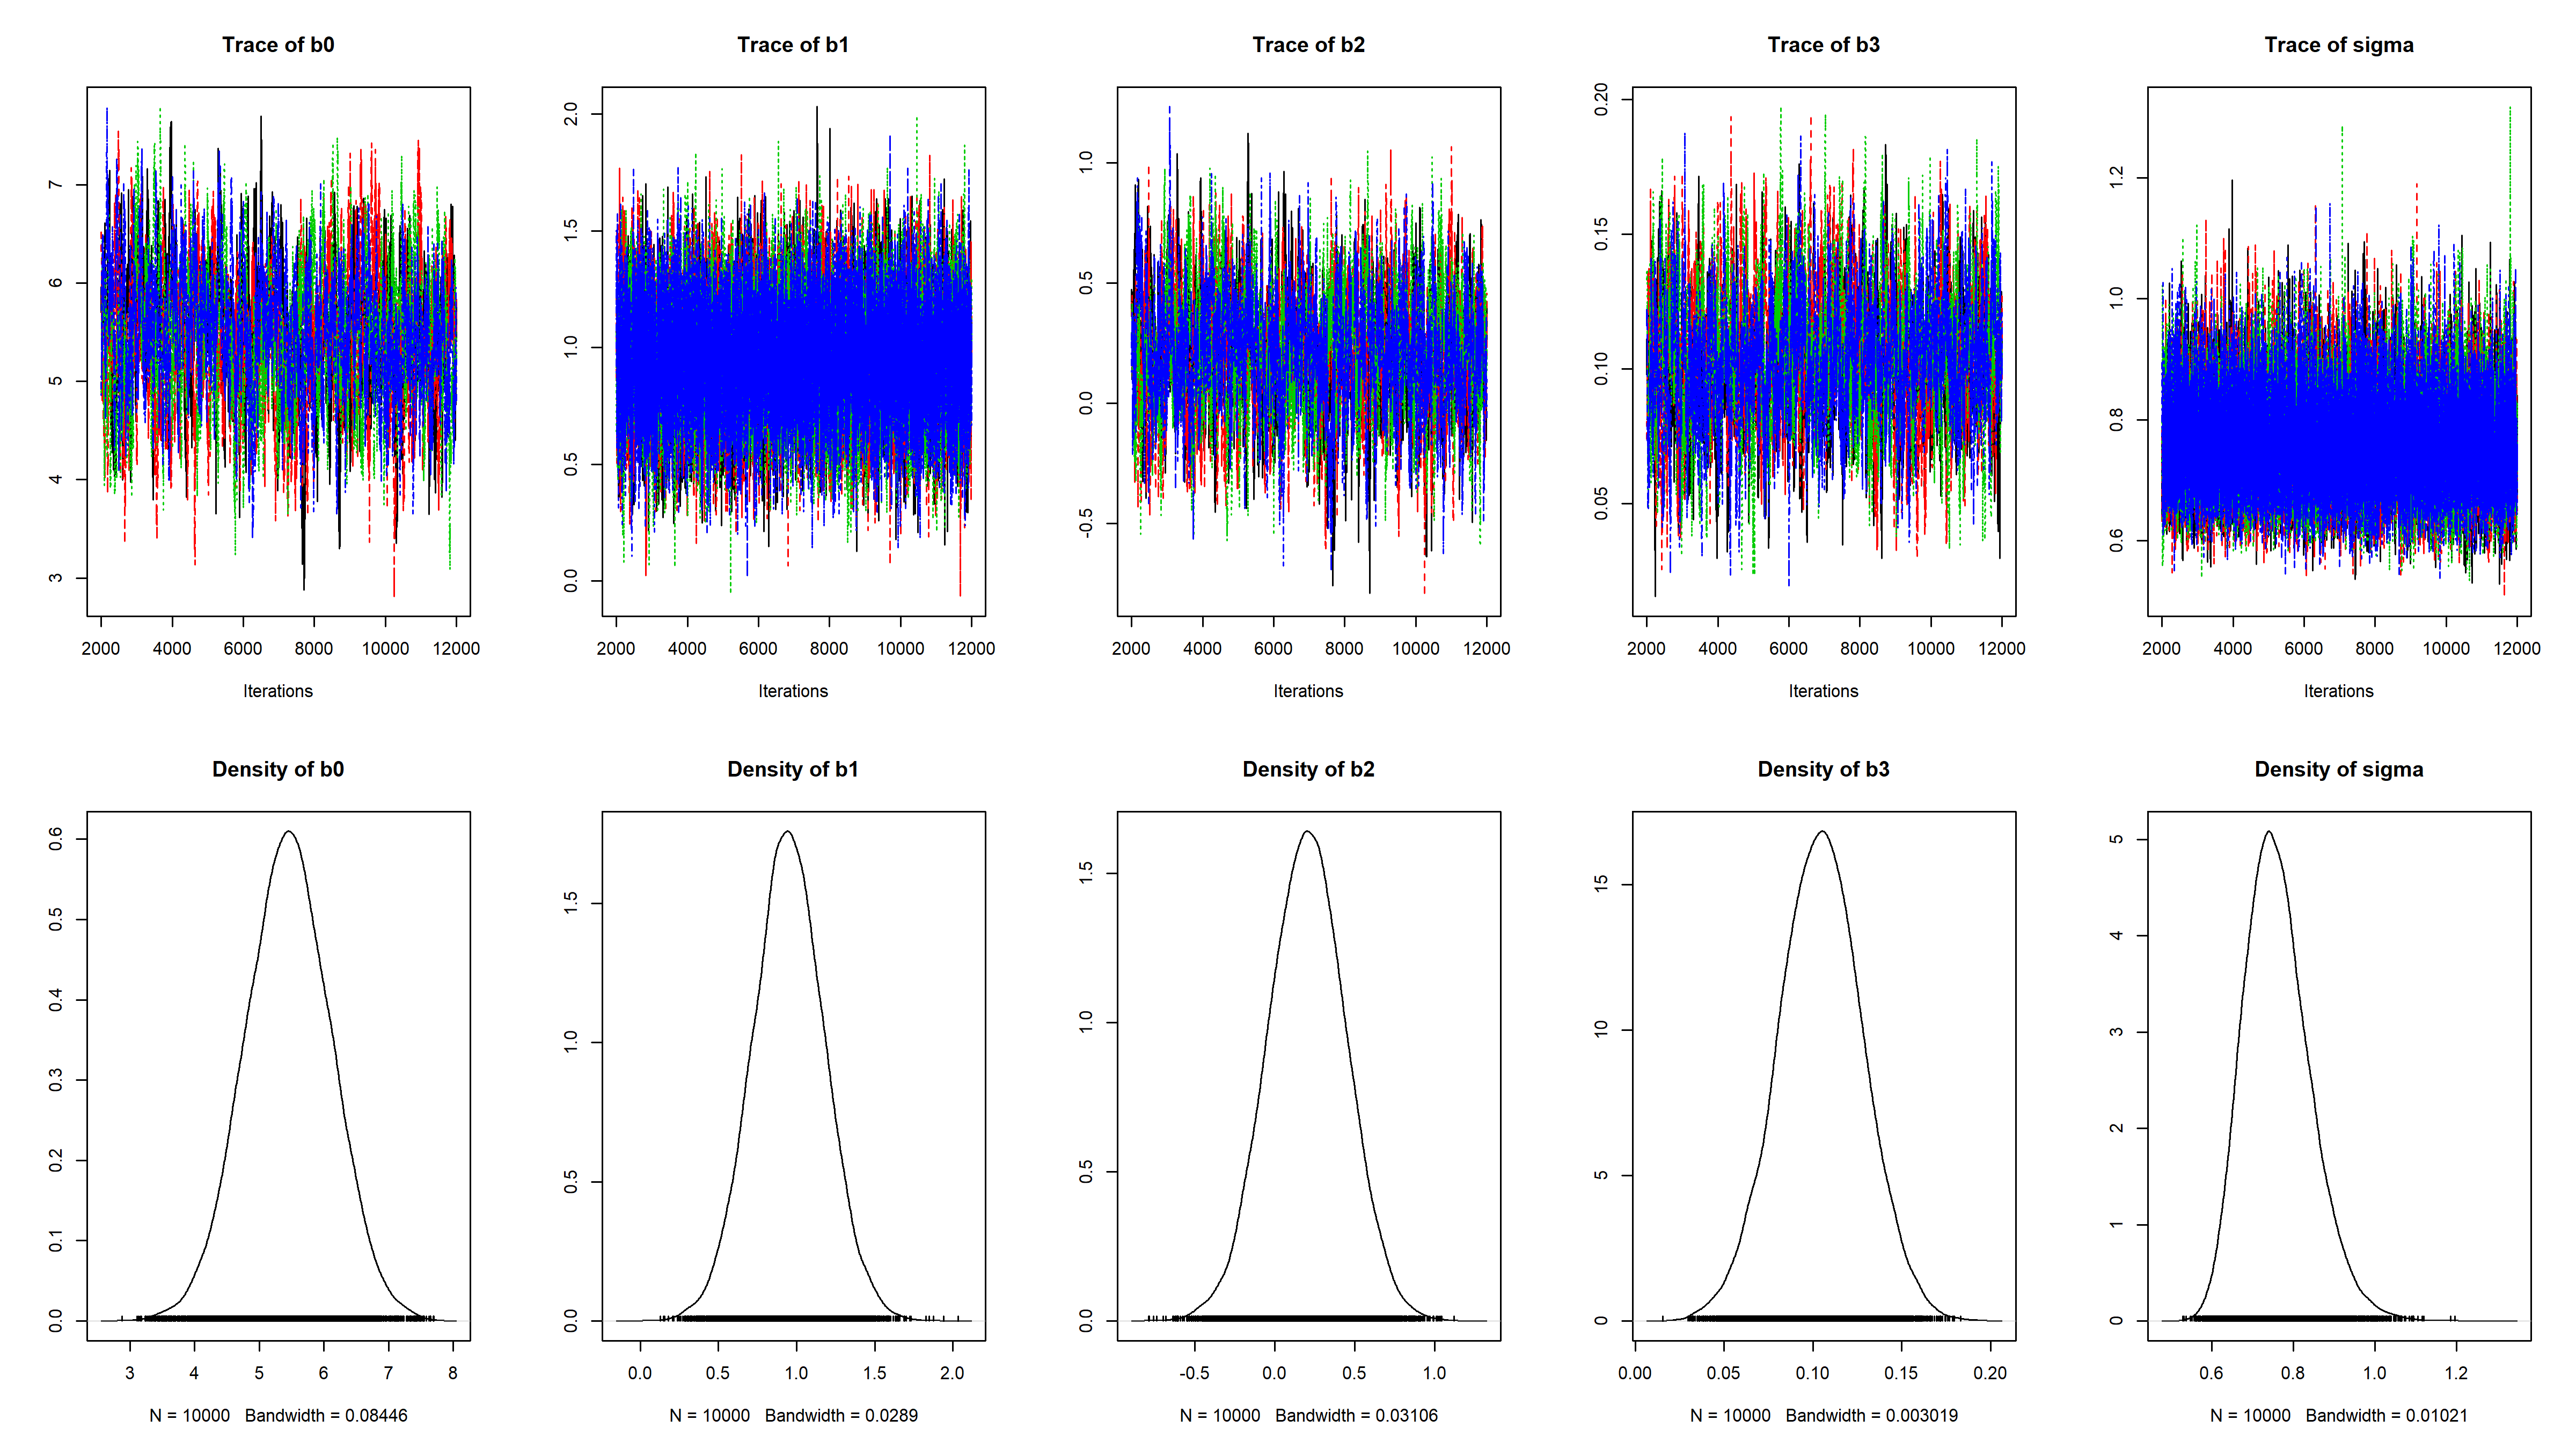 Trace of b0
Trace of b1
Trace of b2
Trace of b3
Trace of sigma
3 4 5 6 7
0.0 0.5 1.0 1.5 2.0
-0.5 0.0 0.5 1.0
0.05 0.10 0.15 0.20
0.6 0.8 1.0 1.2
2000 4000 6000 8000 10000 12000
2000 4000 6000 8000 10000 12000
2000 4000 6000 8000 10000 12000
2000 4000 6000 8000 10000 12000
2000 4000 6000 8000 10000 12000
Iterations
Iterations
Iterations
Iterations
Iterations
Density of b0
Density of b1
Density of b2
Density of b3
Density of sigma
0.0 0.1 0.2 0.3 0.4 0.5 0.6
0.0 0.5 1.0 1.5
0.0 0.5 1.0 1.5
0 5 10 15
0 1 2 3 4 5
3 4 5 6 7 8
0.0 0.5 1.0 1.5 2.0
-0.5 0.0 0.5 1.0
0.00 0.05 0.10 0.15 0.20
0.6 0.8 1.0 1.2
N = 10000 Bandwidth = 0.08446
N = 10000 Bandwidth = 0.0289
N = 10000 Bandwidth = 0.03106
N = 10000 Bandwidth = 0.003019
N = 10000 Bandwidth = 0.01021